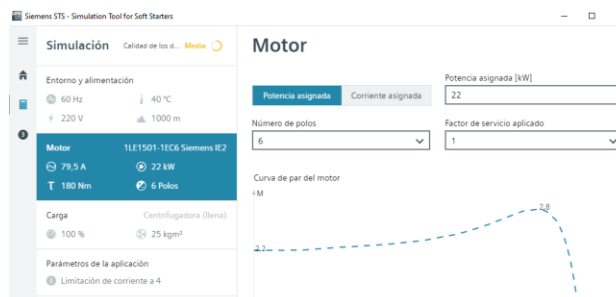 Siemens STS - Simulation Tool for Soft Starters
Simulación
Calidad de los d... Media
Entorno y alimentación
60 Hz
40 °C
220 V
1000 m
Motor
1LE1501-1EC6 Siemens IE2
79,5 A
22 kW
180 Nm
6 Polos
Carga
Centrifugadora (llena)
100 %
25 kgm²
Parámetros de la aplicación
Limitación de corriente a 4
3
Motor
Potencia asignada
Corriente asignada
Potencia asignada [kW]
22
Número de polos
6
Factor de servicio aplicado
1
Curva de par del motor
M
2.2
2.8